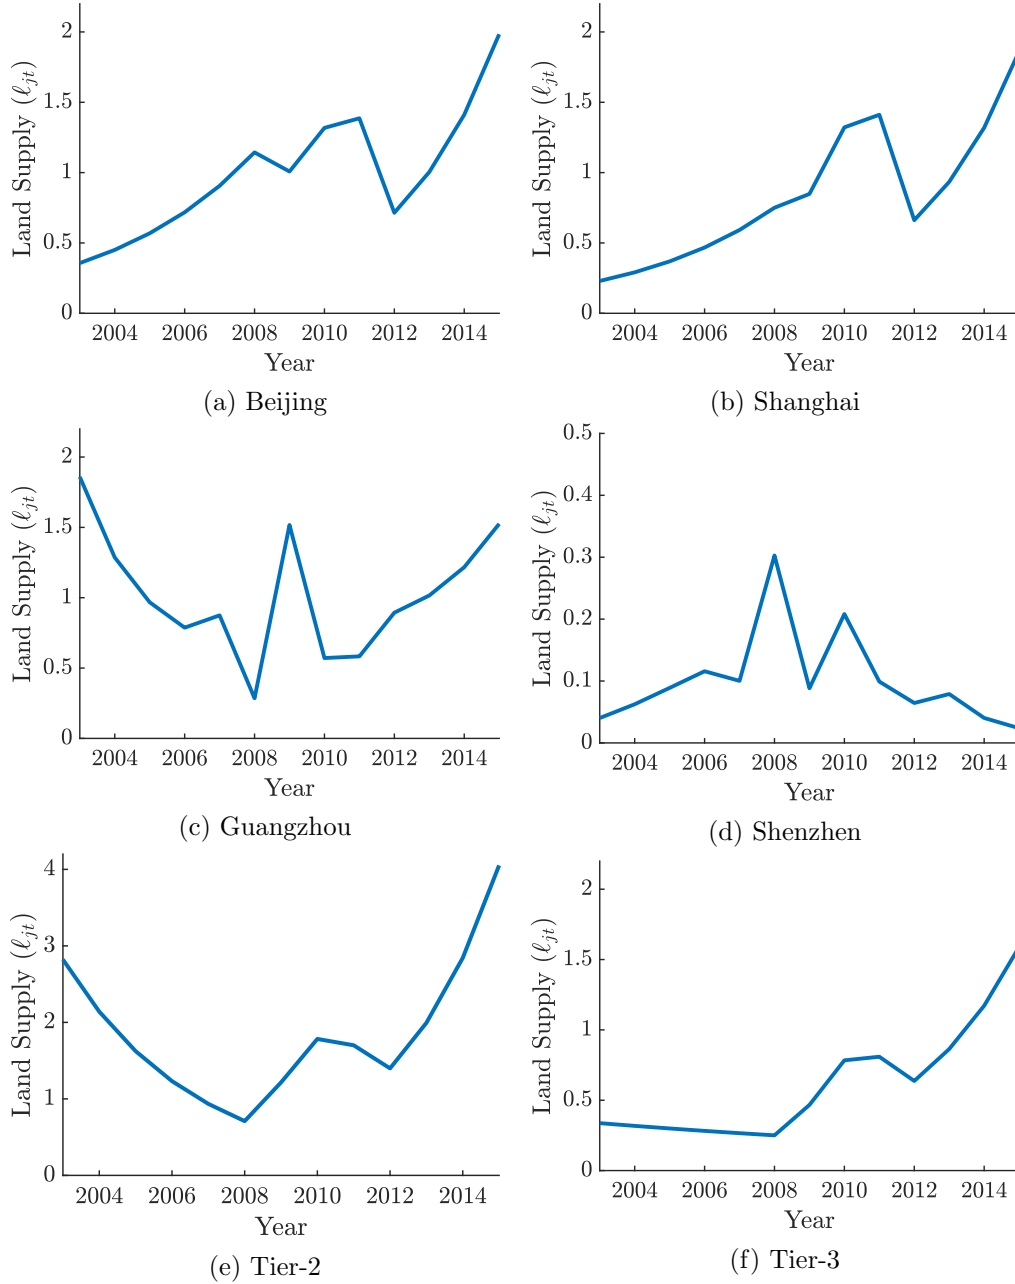 Land Supply (ℓjt)
2
1.5
1
0.5
0
2004 2006 2008 2010 2012 2014
Year
(a) Beijing
Land Supply (ℓjt)
2
1.5
1
0.5
0
2004 2006 2008 2010 2012 2014
Year
(b) Shanghai
Land Supply (ℓjt)
2
1.5
1
0.5
0
2004 2006 2008 2010 2012 2014
Year
(c) Guangzhou
Land Supply (ℓjt)
0.5
0.4
0.3
0.2
0.1
0
2004 2006 2008 2010 2012 2014
Year
(d) Shenzhen
Land Supply (ℓjt)
4
3
2
1
0
2004 2006 2008 2010 2012 2014
Year
(e) Tier-2
Land Supply (ℓjt)
2
1.5
1
0.5
0
2004 2006 2008 2010 2012 2014
Year
(f) Tier-3